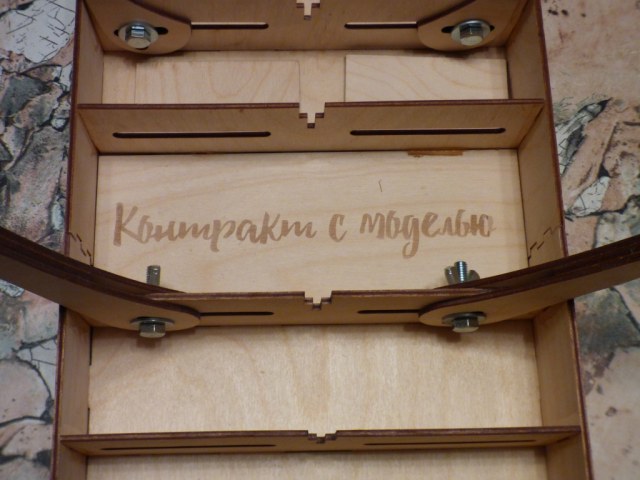 Контракт с моделью